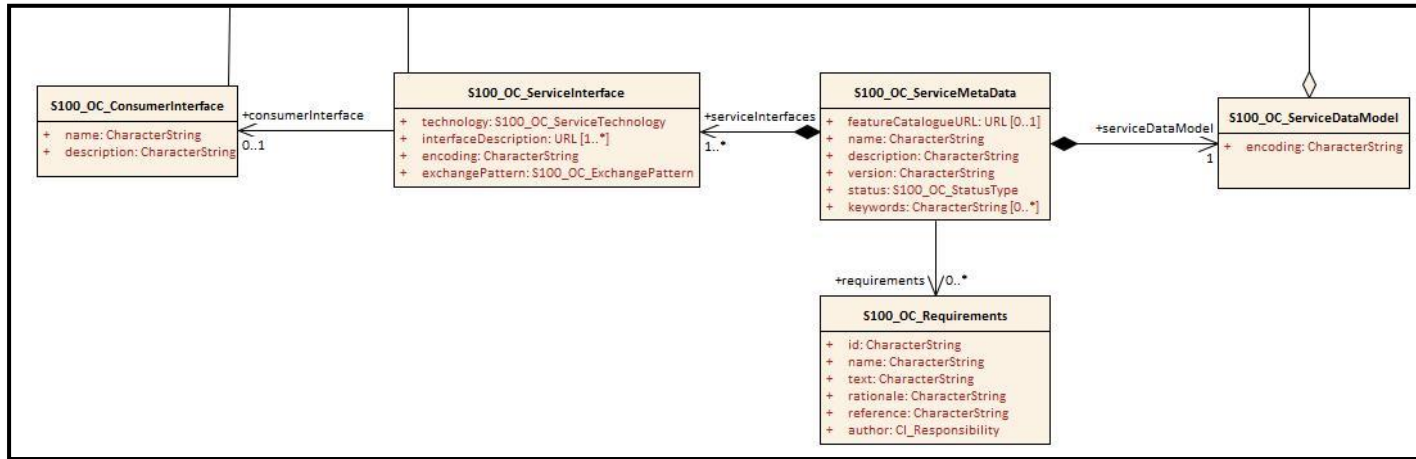 S100_OC_ConsumerInterface
+ name: CharacterString
+ description: CharacterString
+consumerInterface
0..1
S100_OC_ServiceInterface
+ technology: S100_OC_ServiceTechnology
+ interfaceDescription: URL [1..*]
+ encoding: CharacterString
+ exchangePattern: S100_OC_ExchangePattern
+serviceInterfaces
1..*
S100_OC_ServiceMetaData
+ featureCatalogueURL: URL [0..1]
+ name: CharacterString
+ description: CharacterString
+ version: CharacterString
+ status: S100_OC_StatusType
+ keywords: CharacterString [0..*]
+serviceDataModel
1
S100_OC_ServiceDataModel
+ encoding: CharacterString
+requirements 0..*
S100_OC_Requirements
+ id: CharacterString
+ name: CharacterString
+ text: CharacterString
+ rationale: CharacterString
+ reference: CharacterString
+ author: CI_Responsibility